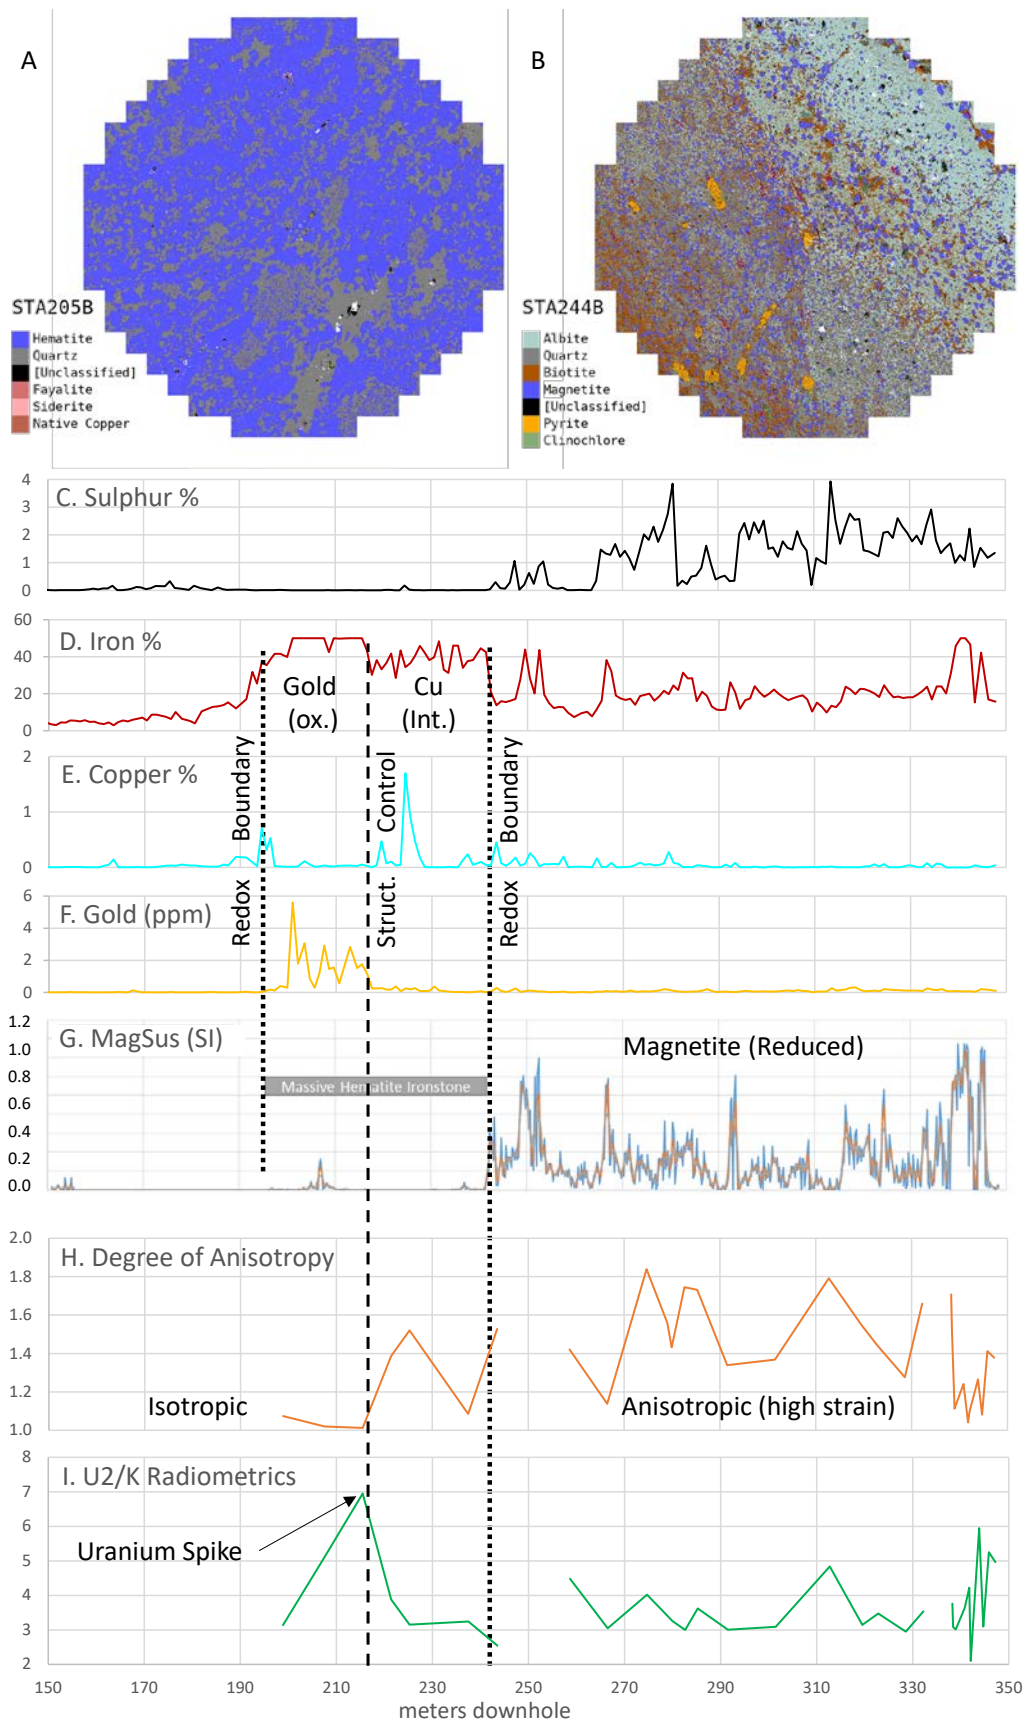 A
B
STA205B
Hematite
Quartz
[Unclassified]
Fayalite
Siderite
Native Copper
STA244B
Albite
Quartz
Biotite
Magnetite
[Unclassified]
Pyrite
Clinochlore
C. Sulphur %
4
3
2
1
0
D. Iron %
60
40
20
0
Gold
(ox.)
Cu
(Int.)
Redox Boundary
Struct. Control
Redox Boundary
E. Copper %
2
1
0
F. Gold (ppm)
6
4
2
0
G. MagSus (SI)
1.2
1.0
0.8
0.6
0.4
0.2
0.0
Massive Hematite Ironstone
Magnetite (Reduced)
H. Degree of Anisotropy
2.0
1.8
1.6
1.4
1.2
1.0
Isotropic
Anisotropic (high strain)
I. U2/K Radiometrics
8
7
6
5
4
3
2
Uranium Spike
150 170 190 210 230 250 270 290 310 330 350
meters downhole